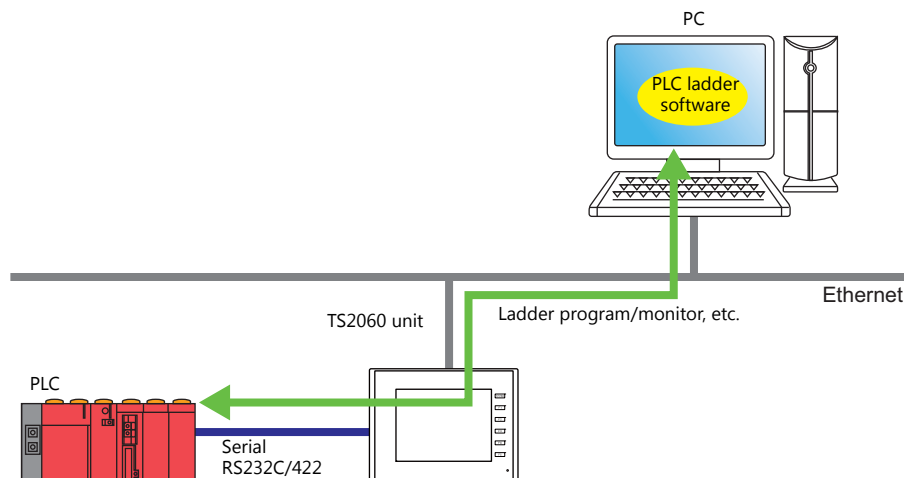 PC
PLC ladder
software
Ethernet
TS2060 unit
Ladder program/monitor, etc.
PLC
Serial
RS232C/422